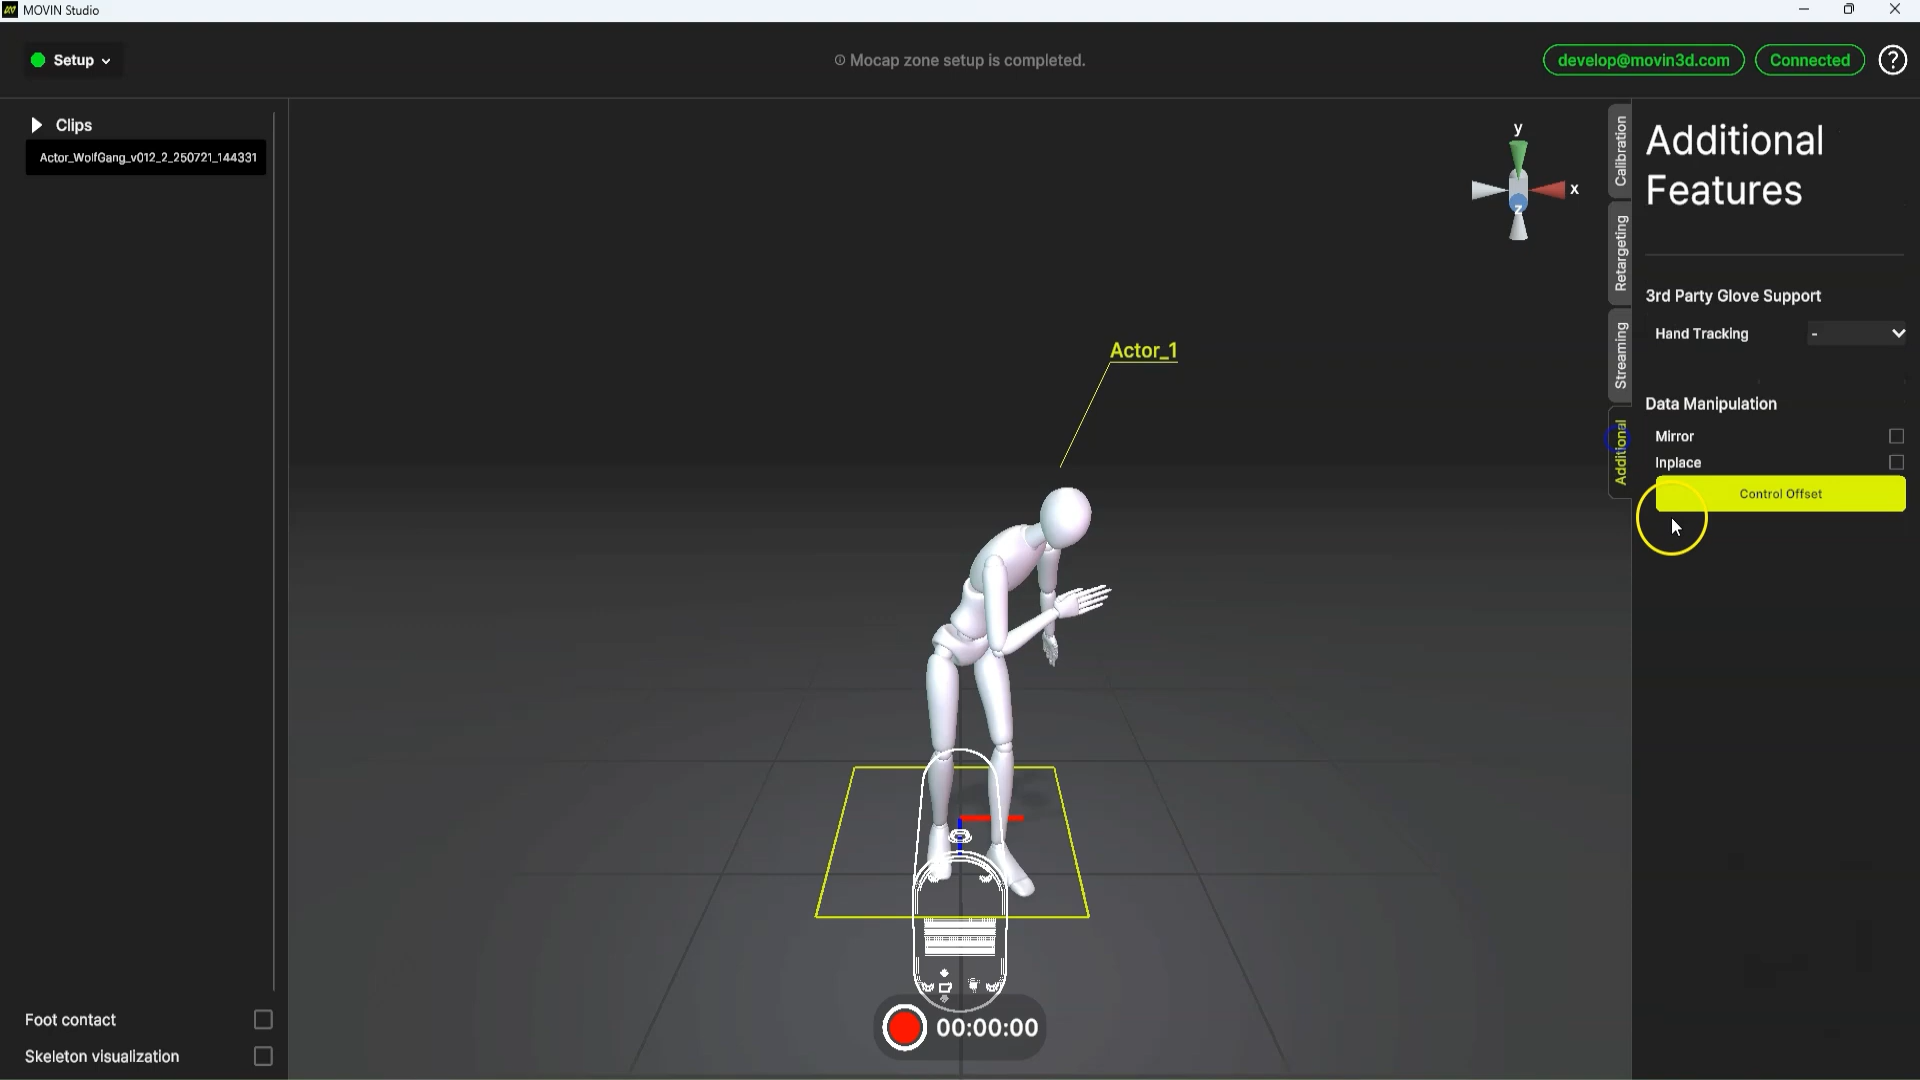 MOVIN Studio
Setup
Mocap zone setup is completed.
develop@movin3d.com
Connected
?
Clips
Actor_WolfGang_v012_2_250721_144331
y
x
z
Calibration
Retargeting
Streaming
Additional
Additional
Features
3rd Party Glove Support
Hand Tracking
-
Data Manipulation
Mirror
Inplace
Control Offset
Actor_1
00:00:00
Foot contact
Skeleton visualization